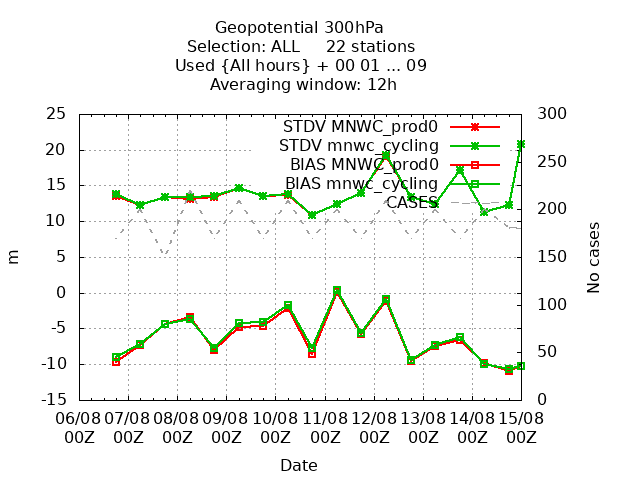 Geopotential 300hPa
Selection: ALL     22 stations
Used {All hours} + 00 01 ... 09
Averaging window: 12h
25
20
15
10
5
0
-5
-10
-15
m
STDV MNWC_prod0
STDV mnwc_cycling
BIAS MNWC_prod0
BIAS mnwc_cycling
CASES
300
250
200
150
100
50
0
No cases
06/08 07/08 08/08 09/08 10/08 11/08 12/08 13/08 14/08 15/08
00Z 00Z 00Z 00Z 00Z 00Z 00Z 00Z 00Z 00Z
Date